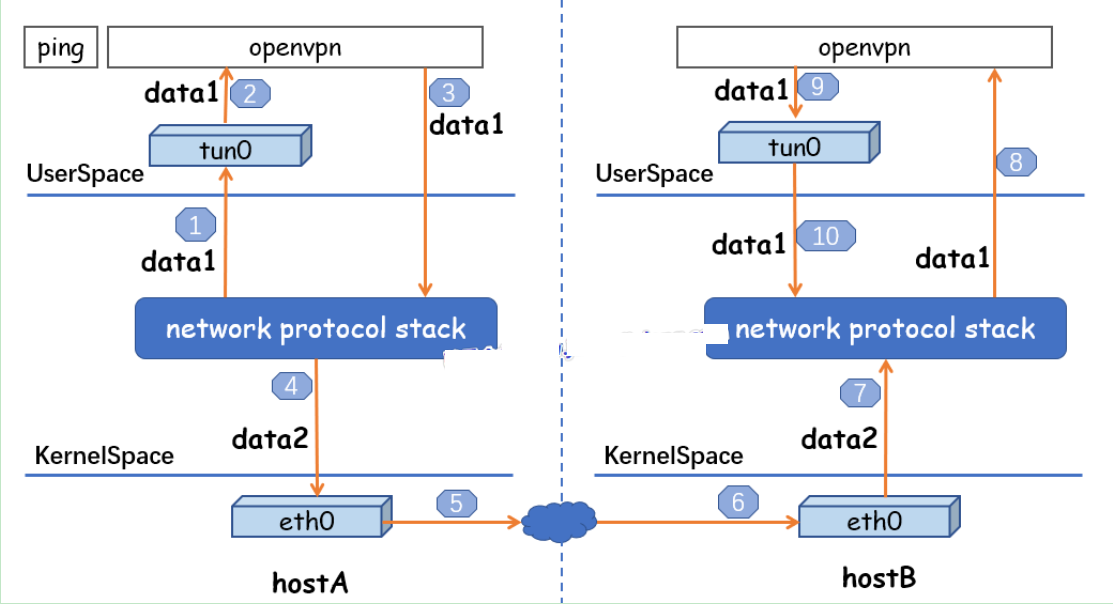 ping
openvpn
data1
2
3
data1
tun0
UserSpace
1
data1
network protocol stack
4
data2
KernelSpace
eth0
5
hostA
openvpn
data1
9
tun0
UserSpace
8
data1
10
data1
network protocol stack
7
data2
KernelSpace
6
eth0
hostB